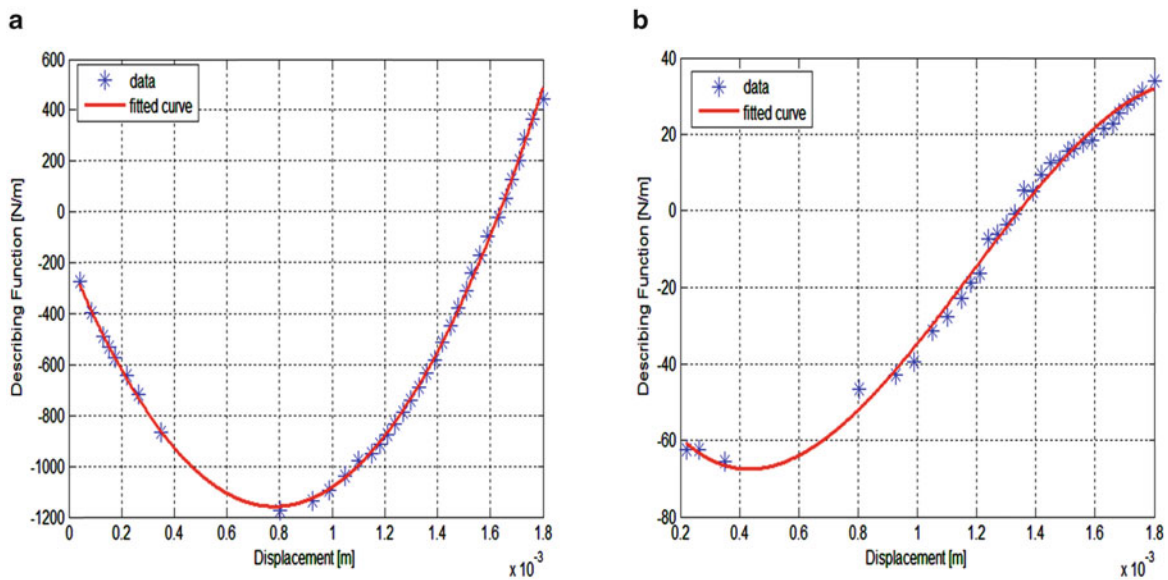 a
600
400
200
0
-200
-400
-600
-800
-1000
-1200
Describing Function [N/m]
data
fitted curve
0 0.2 0.4 0.6 0.8 1 1.2 1.4 1.6 1.8
Displacement [m]
x 10⁻³
b
40
20
0
-20
-40
-60
-80
Describing Function [N/m]
data
fitted curve
0.2 0.4 0.6 0.8 1 1.2 1.4 1.6 1.8
Displacement [m]
x 10⁻³